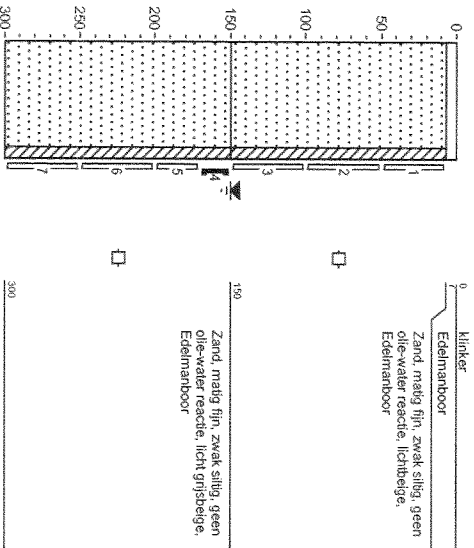 0-
50-
100-
150-
200-
250-
300
1
2
3
4
5
6
7
0
klinker
7
Edelmanboor
Zand, matig fijn, zwak siltig, geen
olie-water reactie, lichtbeige,
Edelmanboor
150
Zand, matig fijn, zwak siltig, geen
olie-water reactie, licht grijsbeige,
Edelmanboor
300